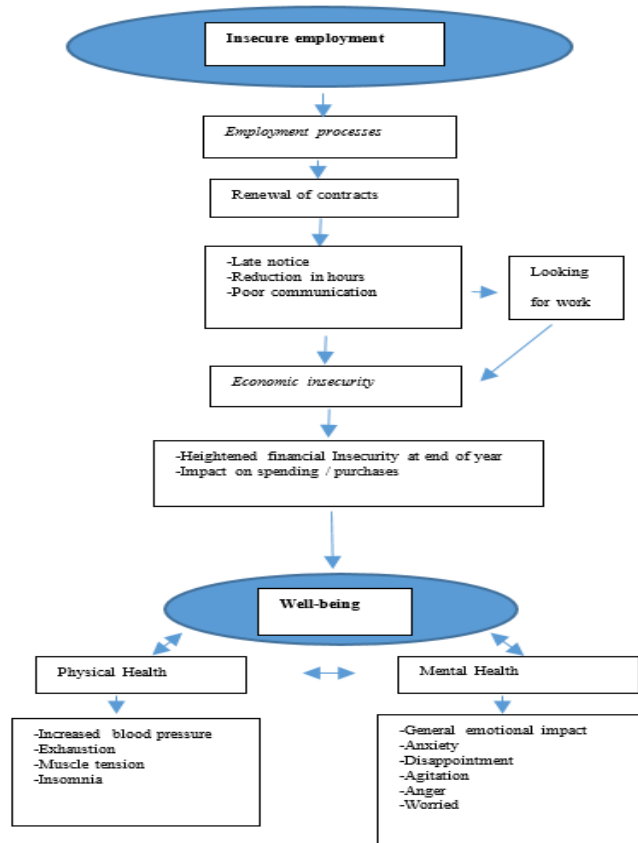 Insecure employment
Employment processes
Renewal of contracts
-Late notice
-Reduction in hours
-Poor communication
Looking
for work
Economic insecurity
-Heightened financial Insecurity at end of year
-Impact on spending / purchases
Well-being
Physical Health
Mental Health
-Increased blood pressure
-Exhaustion
-Muscle tension
-Insomnia
-General emotional impact
-Anxiety
-Disappointment
-Agitation
-Anger
-Worried